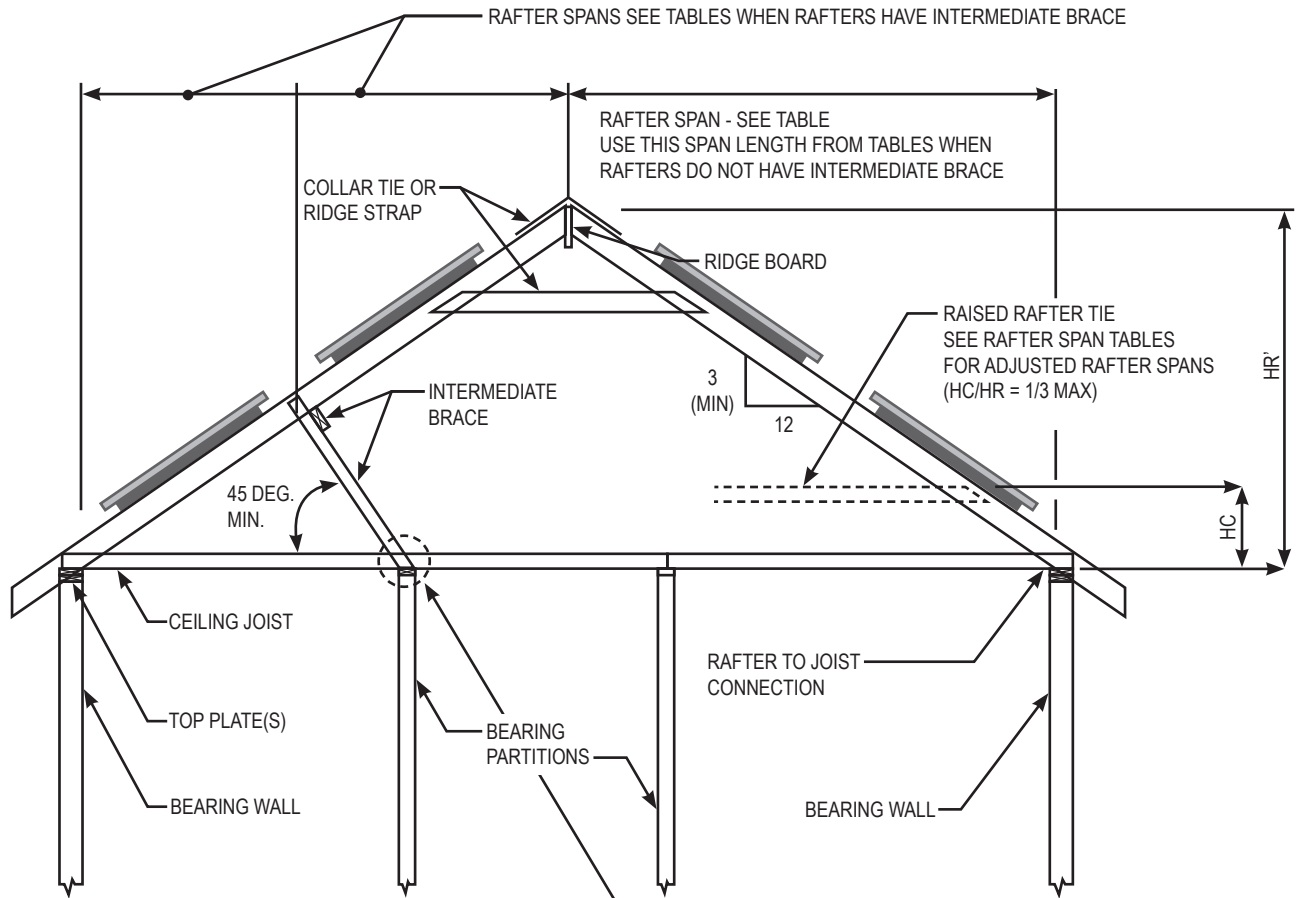 RAFTER SPANS SEE TABLES WHEN RAFTERS HAVE INTERMEDIATE BRACE
RAFTER SPAN - SEE TABLE
USE THIS SPAN LENGTH FROM TABLES WHEN
RAFTERS DO NOT HAVE INTERMEDIATE BRACE
COLLAR TIE OR
RIDGE STRAP
RIDGE BOARD
RAISED RAFTER TIE
SEE RAFTER SPAN TABLES
FOR ADJUSTED RAFTER SPANS
(HC/HR = 1/3 MAX)
HR'
3
(MIN)
12
INTERMEDIATE
BRACE
45 DEG.
MIN.
HC
CEILING JOIST
RAFTER TO JOIST
CONNECTION
TOP PLATE(S)
BEARING
PARTITIONS
BEARING WALL
BEARING WALL